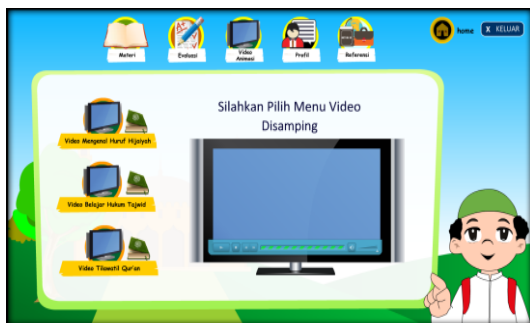 Materi
Evaluasi
Video
Animasi
Profil
Referensi
home
X KELUAR
Silahkan Pilih Menu Video
Disamping
Video Mengenal Huruf Hijaiyah
Video Belajar Hukum Tajwid
Video Tilawatil Qur'an